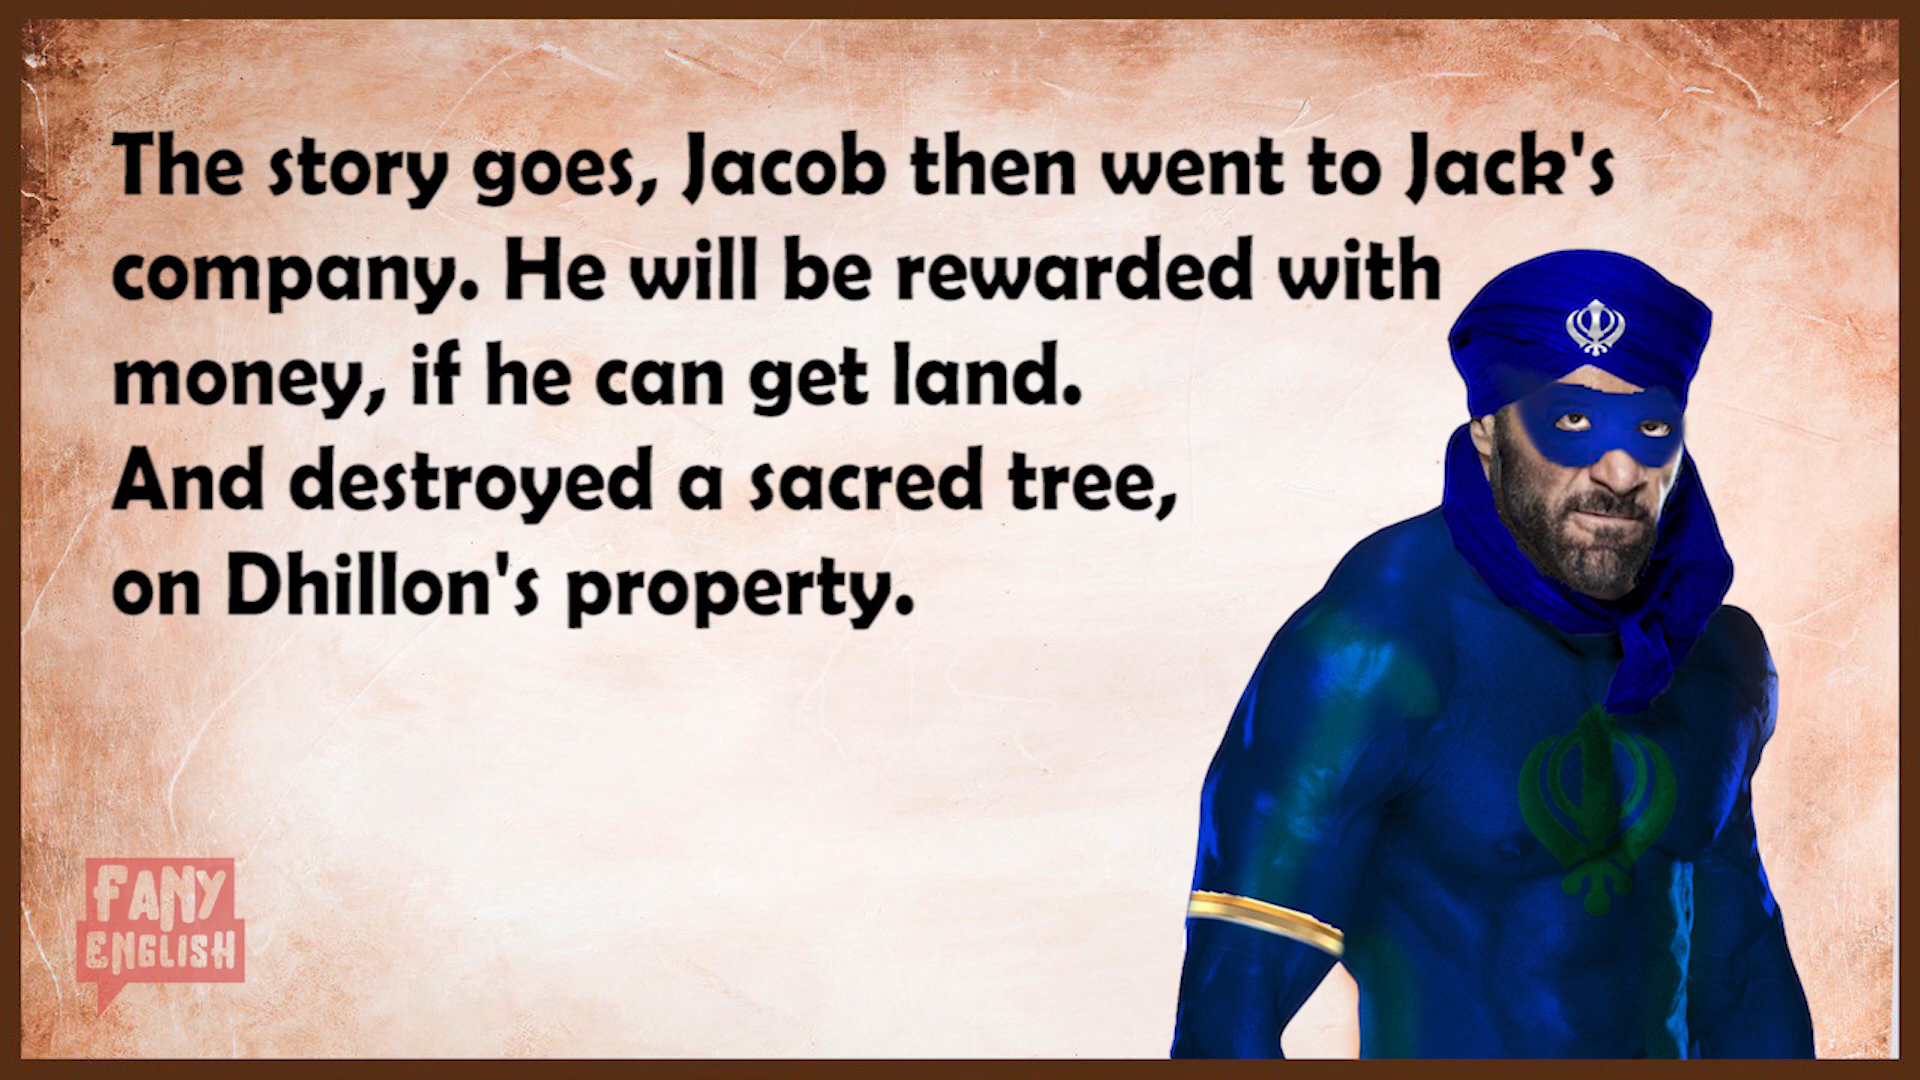 The story goes, Jacob then went to Jack's
company. He will be rewarded with
money, if he can get land.
And destroyed a sacred tree,
on Dhillon's property.
FANY
ENGLISH